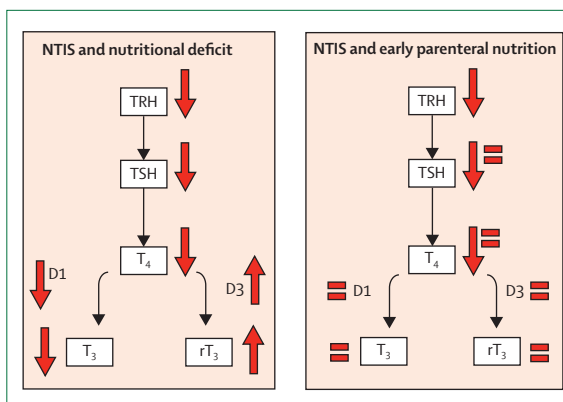 NTIS and nutritional deficit
TRH
TSH
T₄
D1
D3
T₃
rT₃
NTIS and early parenteral nutrition
TRH
TSH
T₄
D1
D3
T₃
rT₃